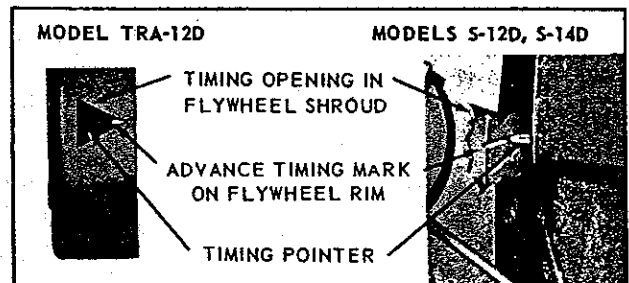 MODEL TRA-12D
MODELS S-12D, S-14D
TIMING OPENING IN
FLYWHEEL SHROUD
ADVANCE TIMING MARK
ON FLYWHEEL RIM
TIMING POINTER